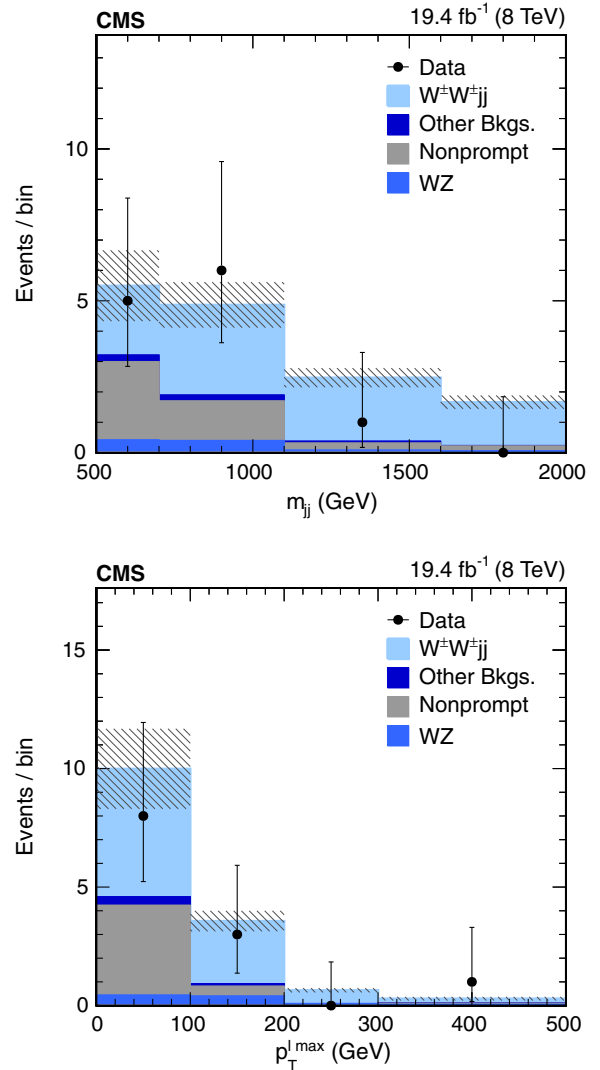 CMS 19.4 fb⁻¹ (8 TeV)
Data
W±W±jj
Other Bkgs.
Nonprompt
WZ
Events / bin
10
5
0
500 1000 1500 2000
m_jj (GeV)
CMS 19.4 fb⁻¹ (8 TeV)
Data
W±W±jj
Other Bkgs.
Nonprompt
WZ
Events / bin
15
10
5
0
0 100 200 300 400 500
p_T^l max (GeV)